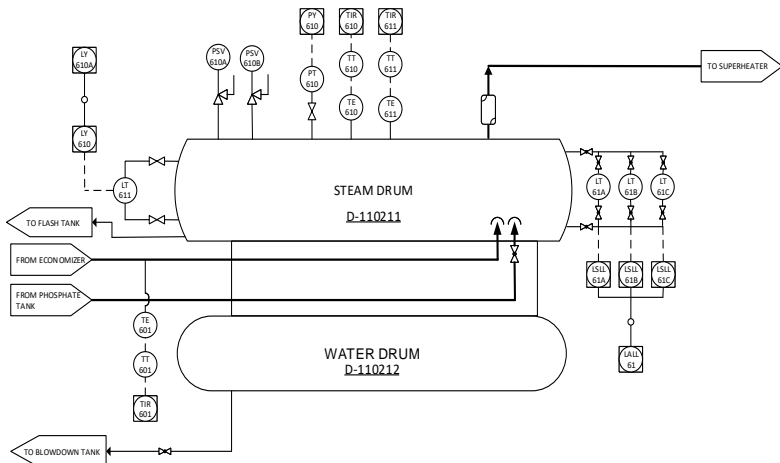 PY
610
TIR
610
TIR
611
LY
610A
PSV
610A
PSV
610B
PT
610
TT
610
TT
611
TO SUPERHEATER
TE
610
TE
611
LY
610
LT
611
STEAM DRUM
D-110211
LT
61A
LT
61B
LT
61C
TO FLASH TANK
FROM ECONOMIZER
LSLL
61A
LSLL
61B
LSLL
61C
FROM PHOSPHATE
TANK
TE
601
TT
601
TIR
601
WATER DRUM
D-110212
LALL
61
TO BLOWDOWN TANK